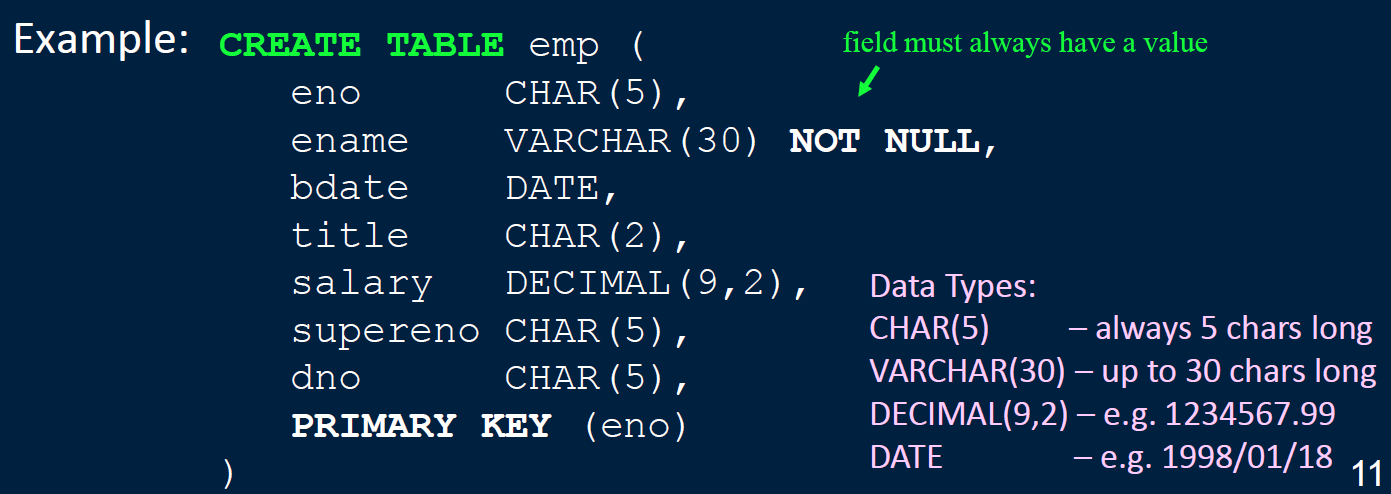 Example: CREATE TABLE emp (
field must always have a value
eno CHAR(5),
ename VARCHAR(30) NOT NULL,
bdate DATE,
title CHAR(2),
salary DECIMAL(9,2),
supereno CHAR(5),
dno CHAR(5),
PRIMARY KEY (eno)
)
Data Types:
CHAR(5) – always 5 chars long
VARCHAR(30) – up to 30 chars long
DECIMAL(9,2) – e.g. 1234567.99
DATE – e.g. 1998/01/18
11